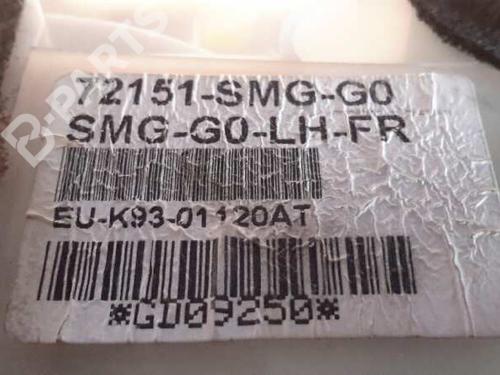 B-PARTS
72151-SMG-G0
SMG-G0-LH-FR
EU-K93-01120AT
*GD09250*